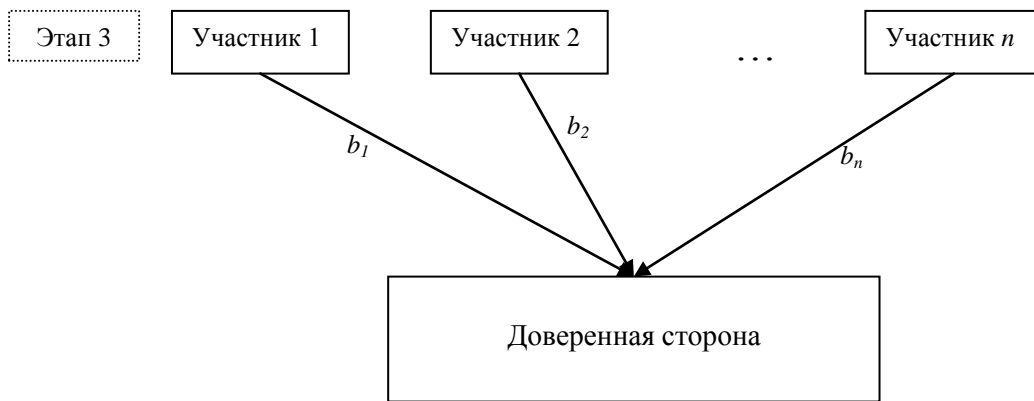 Этап 3
Участник 1
Участник 2
...
Участник n
b1
b2
bn
Доверенная сторона